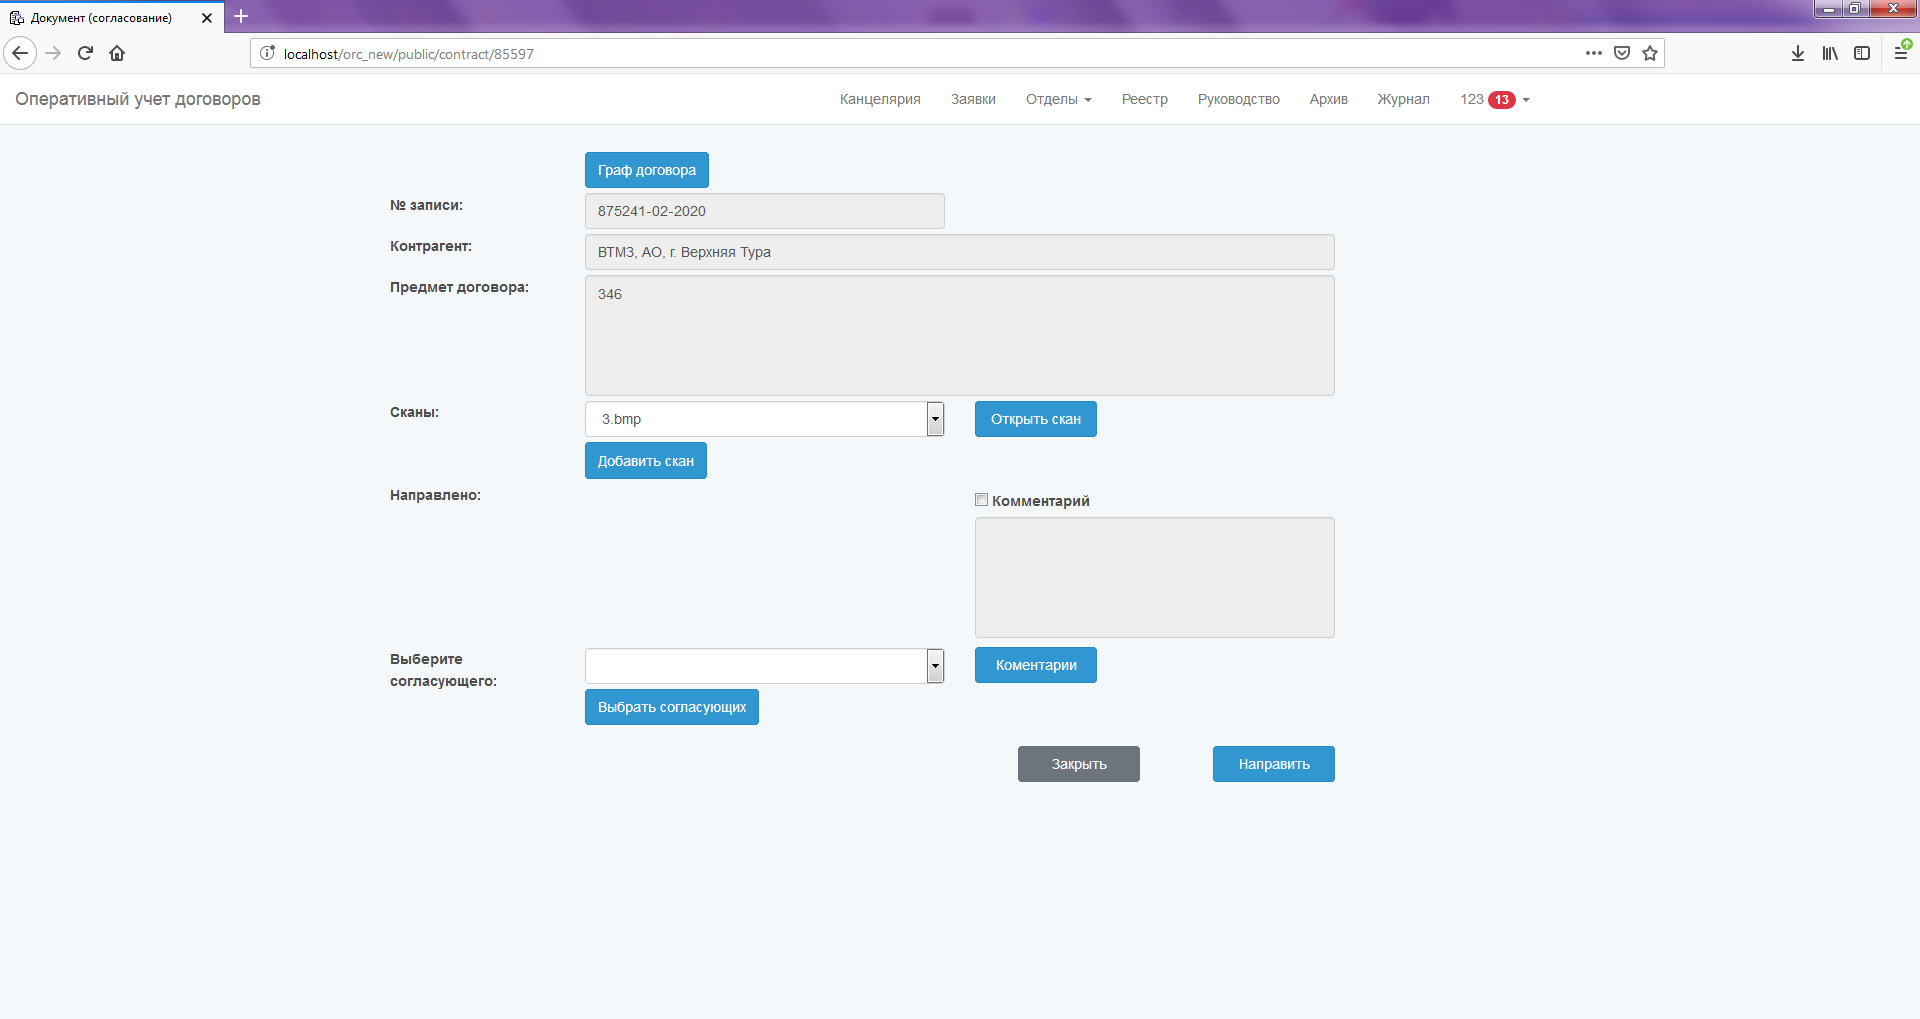 Документ (согласование)
localhost/orc_new/public/contract/85597
Оперативный учет договоров
Канцелярия Заявки Отделы Реестр Руководство Архив Журнал 123 13
Граф договора
№ записи: 875241-02-2020
Контрагент: ВТМЗ, АО, г. Верхняя Тура
Предмет договора: 346
Сканы: 3.bmp Открыть скан
Добавить скан
Направлено: Комментарий
Выберите
согласующего:
Коментарии
Выбрать согласующих
Закрыть Направить